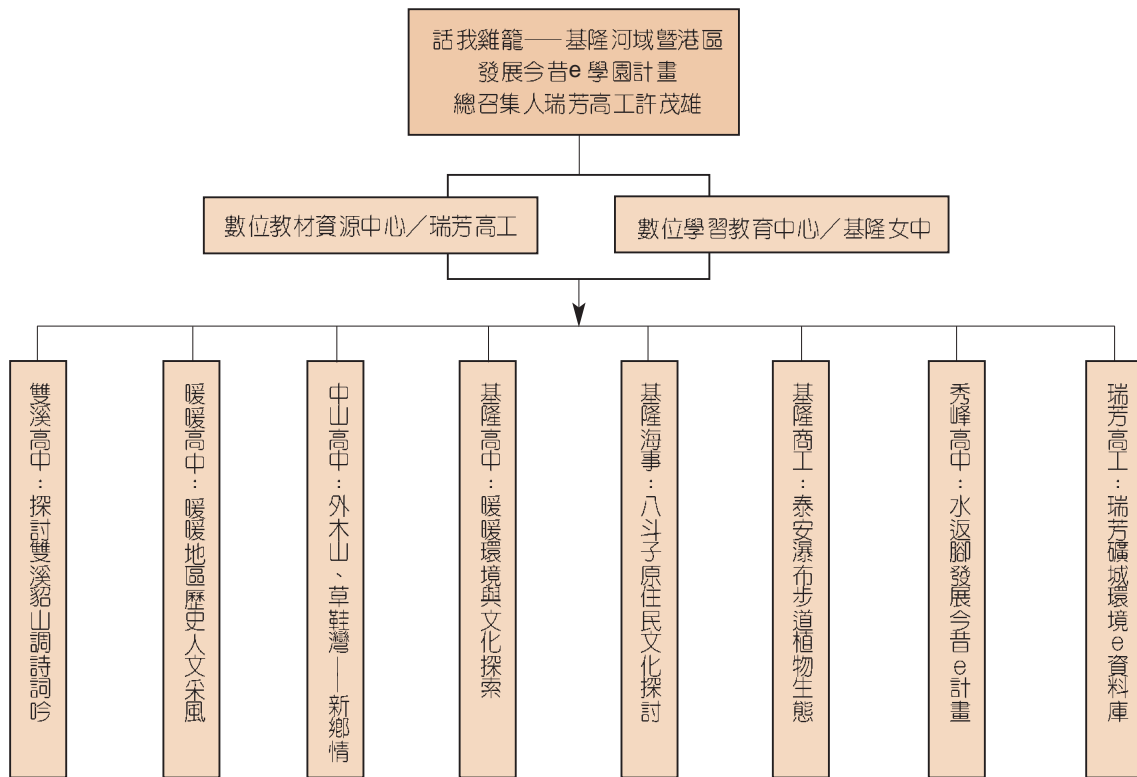 話我雞籠——基隆河域暨港區
發展今昔e學園計畫
總召集人瑞芳高工許茂雄
數位教材資源中心／瑞芳高工
數位學習教育中心／基隆女中
雙溪高中：探討雙溪貂山調詩詞吟
暖暖高中：暖暖地區歷史人文采風
中山高中：外木山、草鞋灣——新鄉情
基隆高中：暖暖環境與文化探索
基隆海事：八斗子原住民文化探討
基隆商工：泰安瀑布步道植物生態
秀峰高中：水返腳發展今昔e計畫
瑞芳高工：瑞芳礦城環境e資料庫